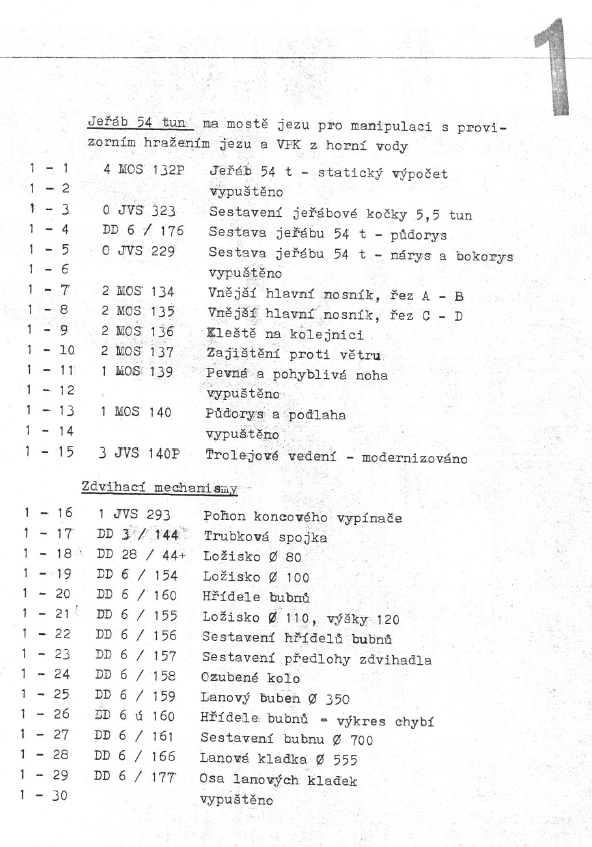 1
Jeřáb 54 tun ma mostě jezu pro manipulaci s provi-
zorním hražením jezu a VPK z horní vody
1 - 1 4 MOS 132P Jeřáb 54 t - statický výpočet
1 - 2 vypuštěno
1 - 3 0 JVS 323 Sestavení jeřábové kočky 5,5 tun
1 - 4 DD 6 / 176 Sestava jeřábu 54 t - půdorys
1 - 5 0 JVS 229 Sestava jeřábu 54 t - nárys a bokorys
1 - 6 vypuštěno
1 - 7 2 MOS 134 Vnější hlavní nosník, řez A - B
1 - 8 2 MOS 135 Vnější hlavní nosník, řez C - D
1 - 9 2 MOS 136 Kleště na kolejnici
1 - 10 2 MOS 137 Zajištění proti větru
1 - 11 1 MOS 139 Pevná a pohyblivá noha
1 - 12 vypuštěno
1 - 13 1 MOS 140 Půdorys a podlaha
1 - 14 vypuštěno
1 - 15 3 JVS 140P Trolejové vedení - modernizováno
Zdvihací mechanismy
1 - 16 1 JVS 293 Pohon koncového vypínače
1 - 17 DD 3 / 144 Trubková spojka
1 - 18 DD 28 / 44+ Ložisko Ø 80
1 - 19 DD 6 / 154 Ložisko Ø 100
1 - 20 DD 6 / 160 Hřídele bubnů
1 - 21 DD 6 / 155 Ložisko Ø 110, výšky 120
1 - 22 DD 6 / 156 Sestavení hřídelů bubnů
1 - 23 DD 6 / 157 Sestavení předlohy zdvihadla
1 - 24 DD 6 / 158 Ozubené kolo
1 - 25 DD 6 / 159 Lanový buben Ø 350
1 - 26 DD 6 ú 160 Hřídele bubnů = výkres chybí
1 - 27 DD 6 / 161 Sestavení bubnu Ø 700
1 - 28 DD 6 / 166 Lanová kladka Ø 555
1 - 29 DD 6 / 177 Osa lanových kladek
1 - 30 vypuštěno